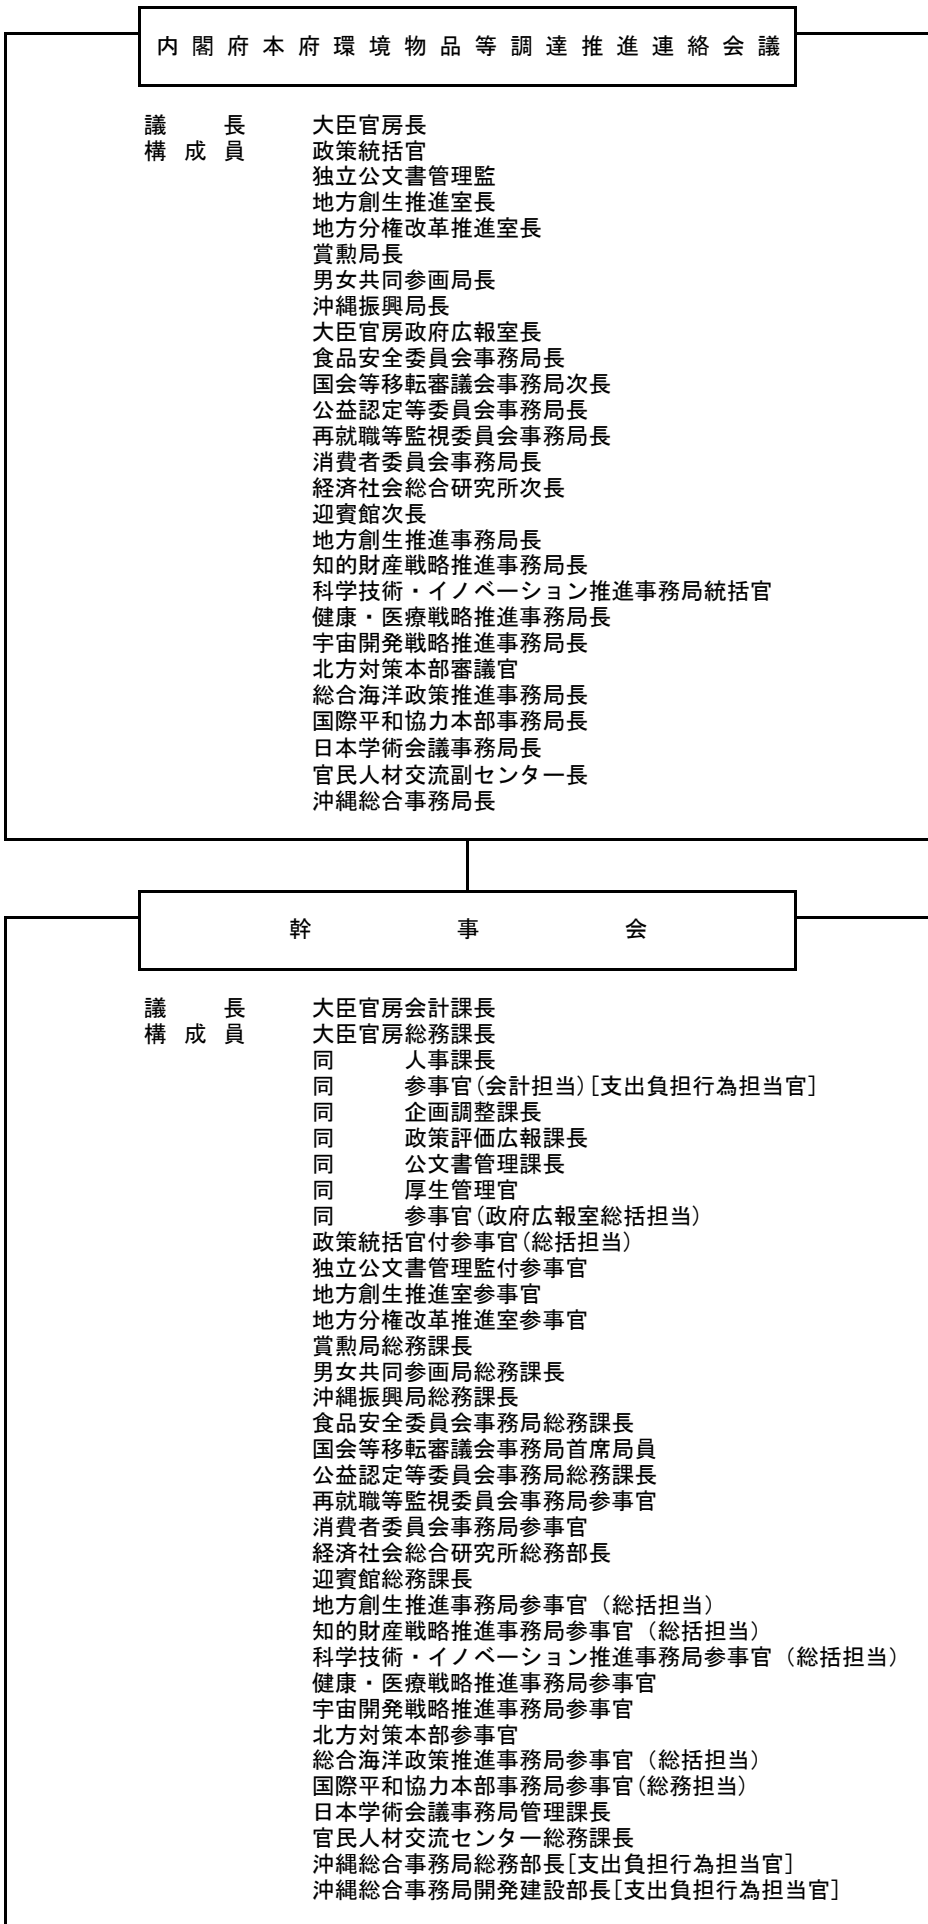 内閣府本府環境物品等調達推進連絡会議
議長 大臣官房長
構成員 政策統括官
独立公文書管理監
地方創生推進室長
地方分権改革推進室長
賞勲局長
男女共同参画局長
沖縄振興局長
大臣官房政府広報室長
食品安全委員会事務局長
国会等移転審議会事務局次長
公益認定等委員会事務局長
再就職等監視委員会事務局長
消費者委員会事務局長
経済社会総合研究所次長
迎賓館次長
地方創生推進事務局長
知的財産戦略推進事務局長
科学技術・イノベーション推進事務局統括官
健康・医療戦略推進事務局長
宇宙開発戦略推進事務局長
北方対策本部審議官
総合海洋政策推進事務局長
国際平和協力本部事務局長
日本学術会議事務局長
官民人材交流副センター長
沖縄総合事務局長
幹事会
議長 大臣官房会計課長
構成員 大臣官房総務課長
同 人事課長
同 参事官(会計担当)[支出負担行為担当官]
同 企画調整課長
同 政策評価広報課長
同 公文書管理課長
同 厚生管理官
同 参事官(政府広報室総括担当)
政策統括官付参事官(総括担当)
独立公文書管理監付参事官
地方創生推進室参事官
地方分権改革推進室参事官
賞勲局総務課長
男女共同参画局総務課長
沖縄振興局総務課長
食品安全委員会事務局総務課長
国会等移転審議会事務局首席局員
公益認定等委員会事務局総務課長
再就職等監視委員会事務局参事官
消費者委員会事務局参事官
経済社会総合研究所総務部長
迎賓館総務課長
地方創生推進事務局参事官（総括担当）
知的財産戦略推進事務局参事官（総括担当）
科学技術・イノベーション推進事務局参事官（総括担当）
健康・医療戦略推進事務局参事官
宇宙開発戦略推進事務局参事官
北方対策本部参事官
総合海洋政策推進事務局参事官（総括担当）
国際平和協力本部事務局参事官(総務担当)
日本学術会議事務局管理課長
官民人材交流センター総務課長
沖縄総合事務局総務部長[支出負担行為担当官]
沖縄総合事務局開発建設部長[支出負担行為担当官]